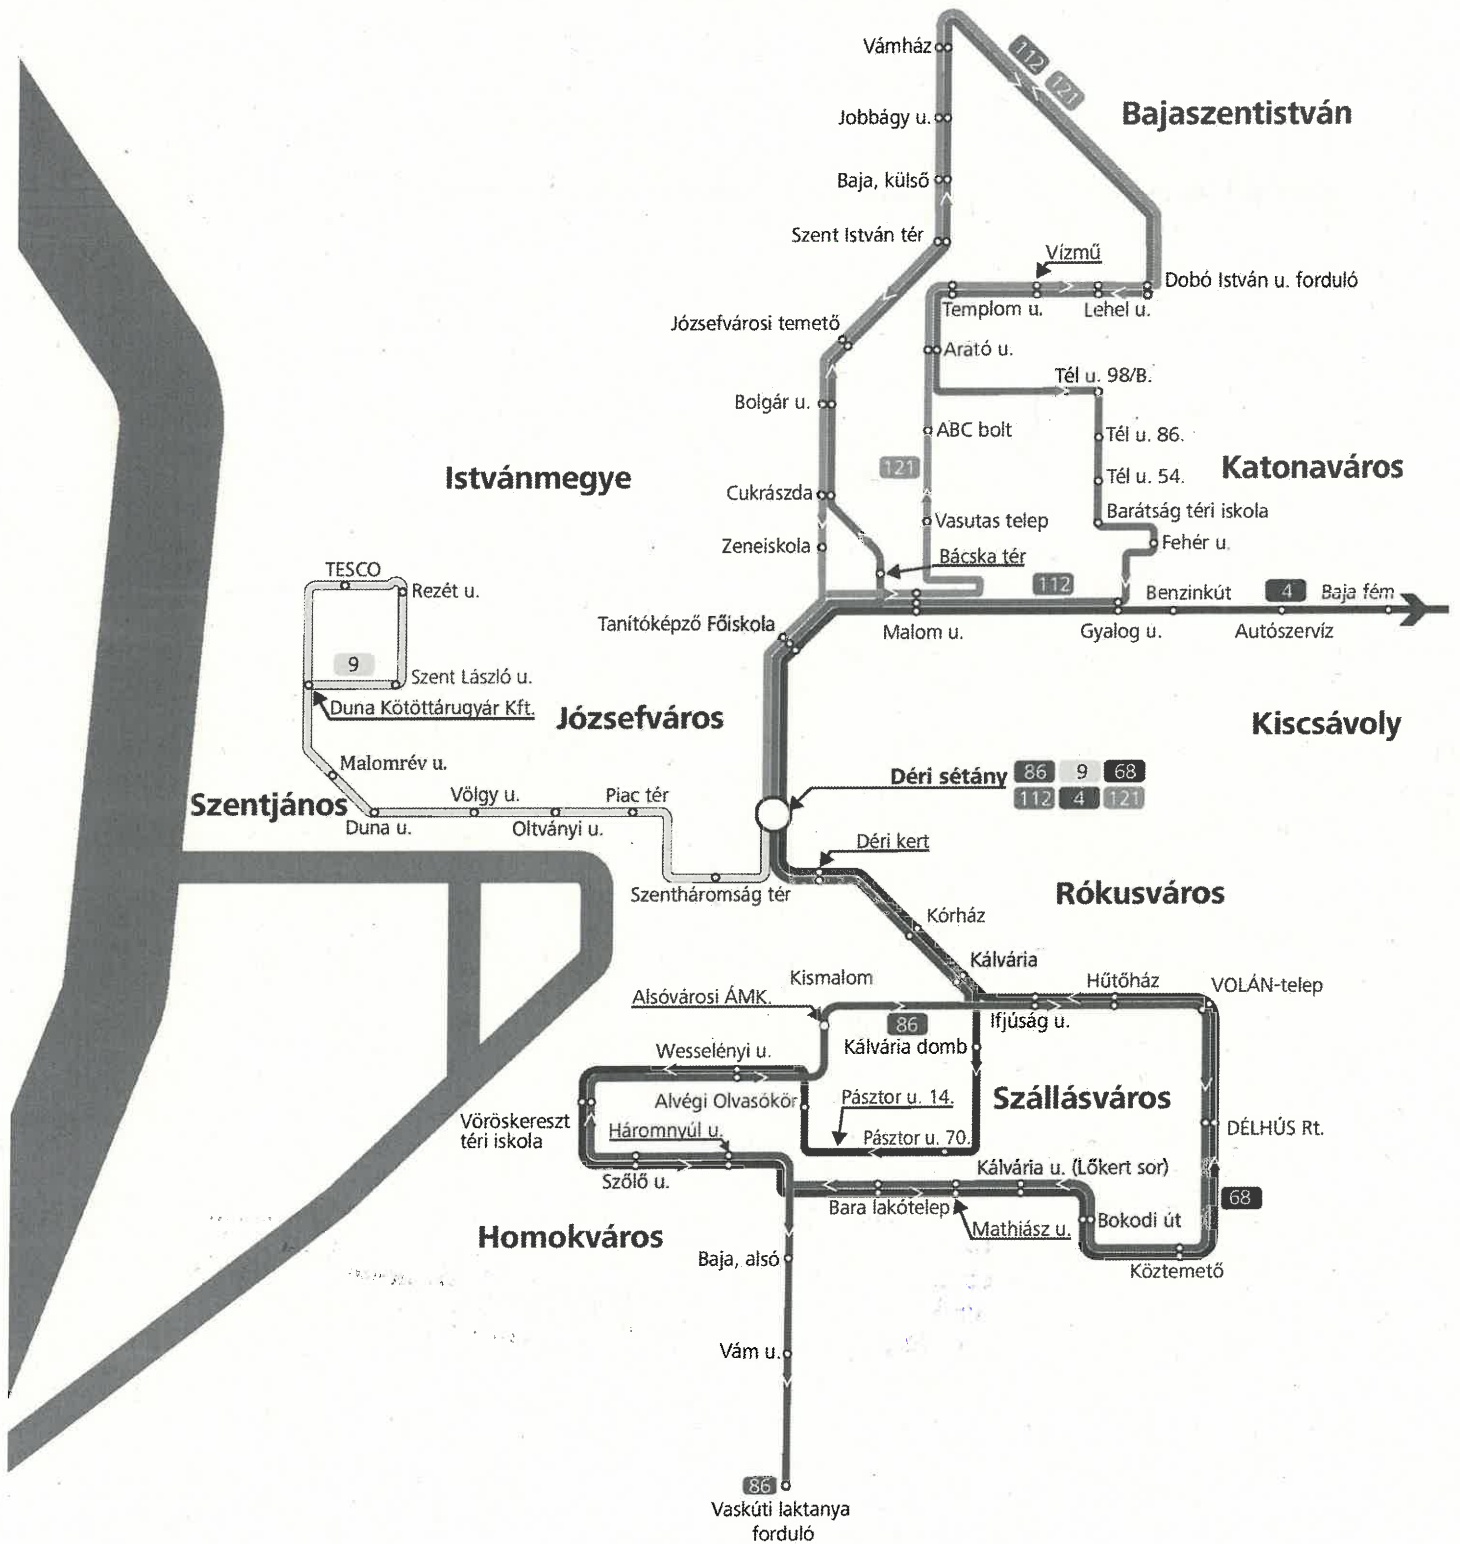 Vámház
112
121
Bajaszentistván
Jobbágy u.
Baja, külső
Szent István tér
Vízmű
Dobó István u. forduló
Templom u.
Lehel u.
Józsefvárosi temető
Arató u.
Tél u. 98/B.
Bolgár u.
ABC bolt
Tél u. 86.
Istvánmegye
121
Katonaváros
Tél u. 54.
Cukrászda
Barátság téri iskola
Vasutas telep
Zeneiskola
Fehér u.
Bácska tér
TESCO
Rezét u.
112
Benzinkút
4
Baja fém
Tanítóképző Főiskola
Malom u.
Gyalog u.
Autószervíz
9
Szent László u.
Duna Kötöttárugyár Kft.
Józsefváros
Kiscsávoly
Malomrév u.
Déri sétány
86
9
68
112
4
121
Szentjános
Völgy u.
Piac tér
Duna u.
Oltványi u.
Déri kert
Szentháromság tér
Rókusváros
Kórház
Kálvária
Kismalom
Hűtőház
VOLÁN-telep
Alsóvárosi ÁMK.
Ifjúság u.
86
Kálvária domb
Wesselényi u.
Szállásváros
Alvégi Olvasókör
Pásztor u. 14.
Vöröskereszt
téri iskola
Háromnyúl u.
Pásztor u. 70.
DÉLHÚS Rt.
Kálvária u. (Lőkert sor)
Szőlő u.
68
Bara lakótelep
Mathiász u.
Bokodi út
Homokváros
Baja, alsó
Köztemető
Vám u.
86
Vaskúti laktanya
forduló